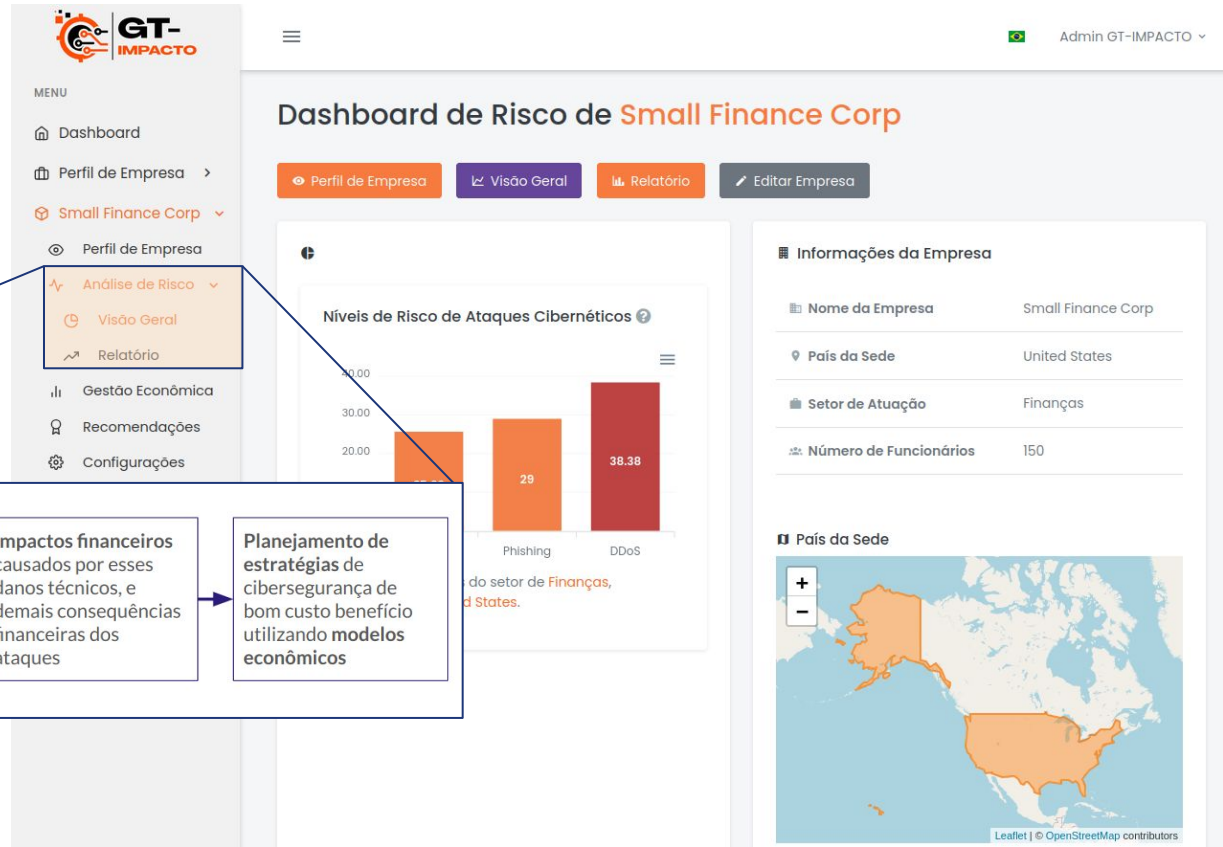 GT-
IMPACTO
Admin GT-IMPACTO
MENU
Dashboard
Perfil de Empresa
Small Finance Corp
Perfil de Empresa
Análise de Risco
Visão Geral
Relatório
Gestão Econômica
Recomendações
Configurações
Dashboard de Risco de Small Finance Corp
Perfil de Empresa
Visão Geral
Relatório
Editar Empresa
Níveis de Risco de Ataques Cibernéticos
40.00
30.00
20.00
29
38.38
Phishing
DDoS
do setor de Finanças,
States.
Impactos financeiros
causados por esses
danos técnicos, e
demais consequências
financeiras dos
ataques
Planejamento de
estratégias de
cibersegurança de
bom custo benefício
utilizando modelos
econômicos
Informações da Empresa
Nome da Empresa Small Finance Corp
País da Sede United States
Setor de Atuação Finanças
Número de Funcionários 150
País da Sede
+
−
Leaflet | © OpenStreetMap contributors